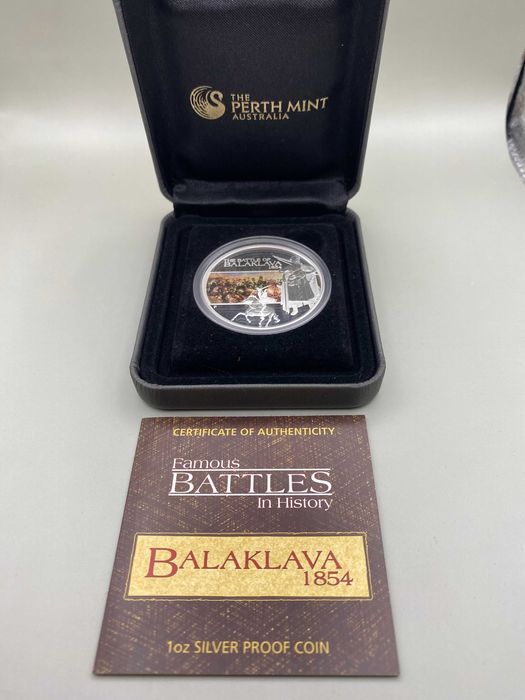 THE
PERTH MINT
AUSTRALIA
THE BATTLE OF
BALAKLAVA
1854
CERTIFICATE OF AUTHENTICITY
Famous
BATTLES
In History
BALAKLAVA
1854
1oz SILVER PROOF COIN